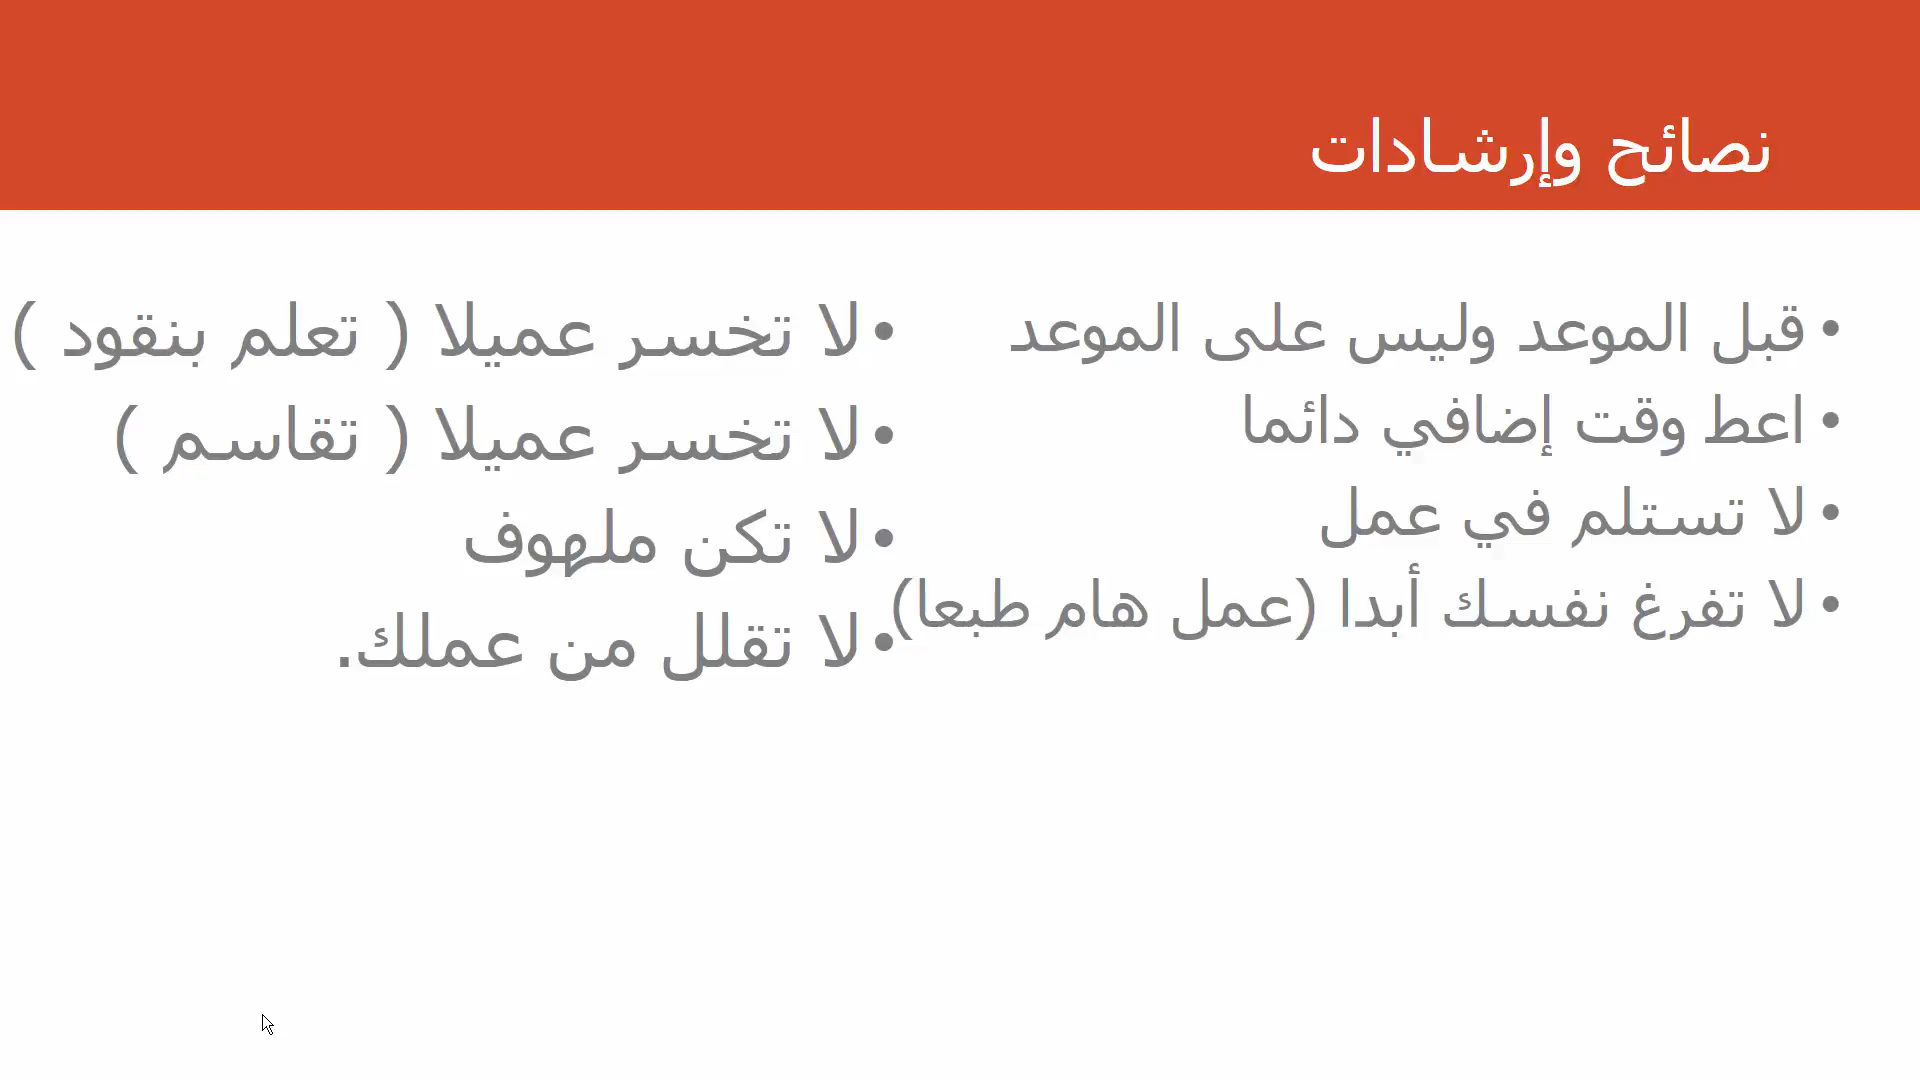 نصائح وإرشادات
• قبل الموعد وليس على الموعد
• اعط وقت إضافي دائما
• لا تستلم في عمل
• لا تفرغ نفسك أبدا (عمل هام طبعا)
• لا تخسر عميلا ( تعلم بنقود )
• لا تخسر عميلا ( تقاسم )
• لا تكن ملهوف
• لا تقلل من عملك.